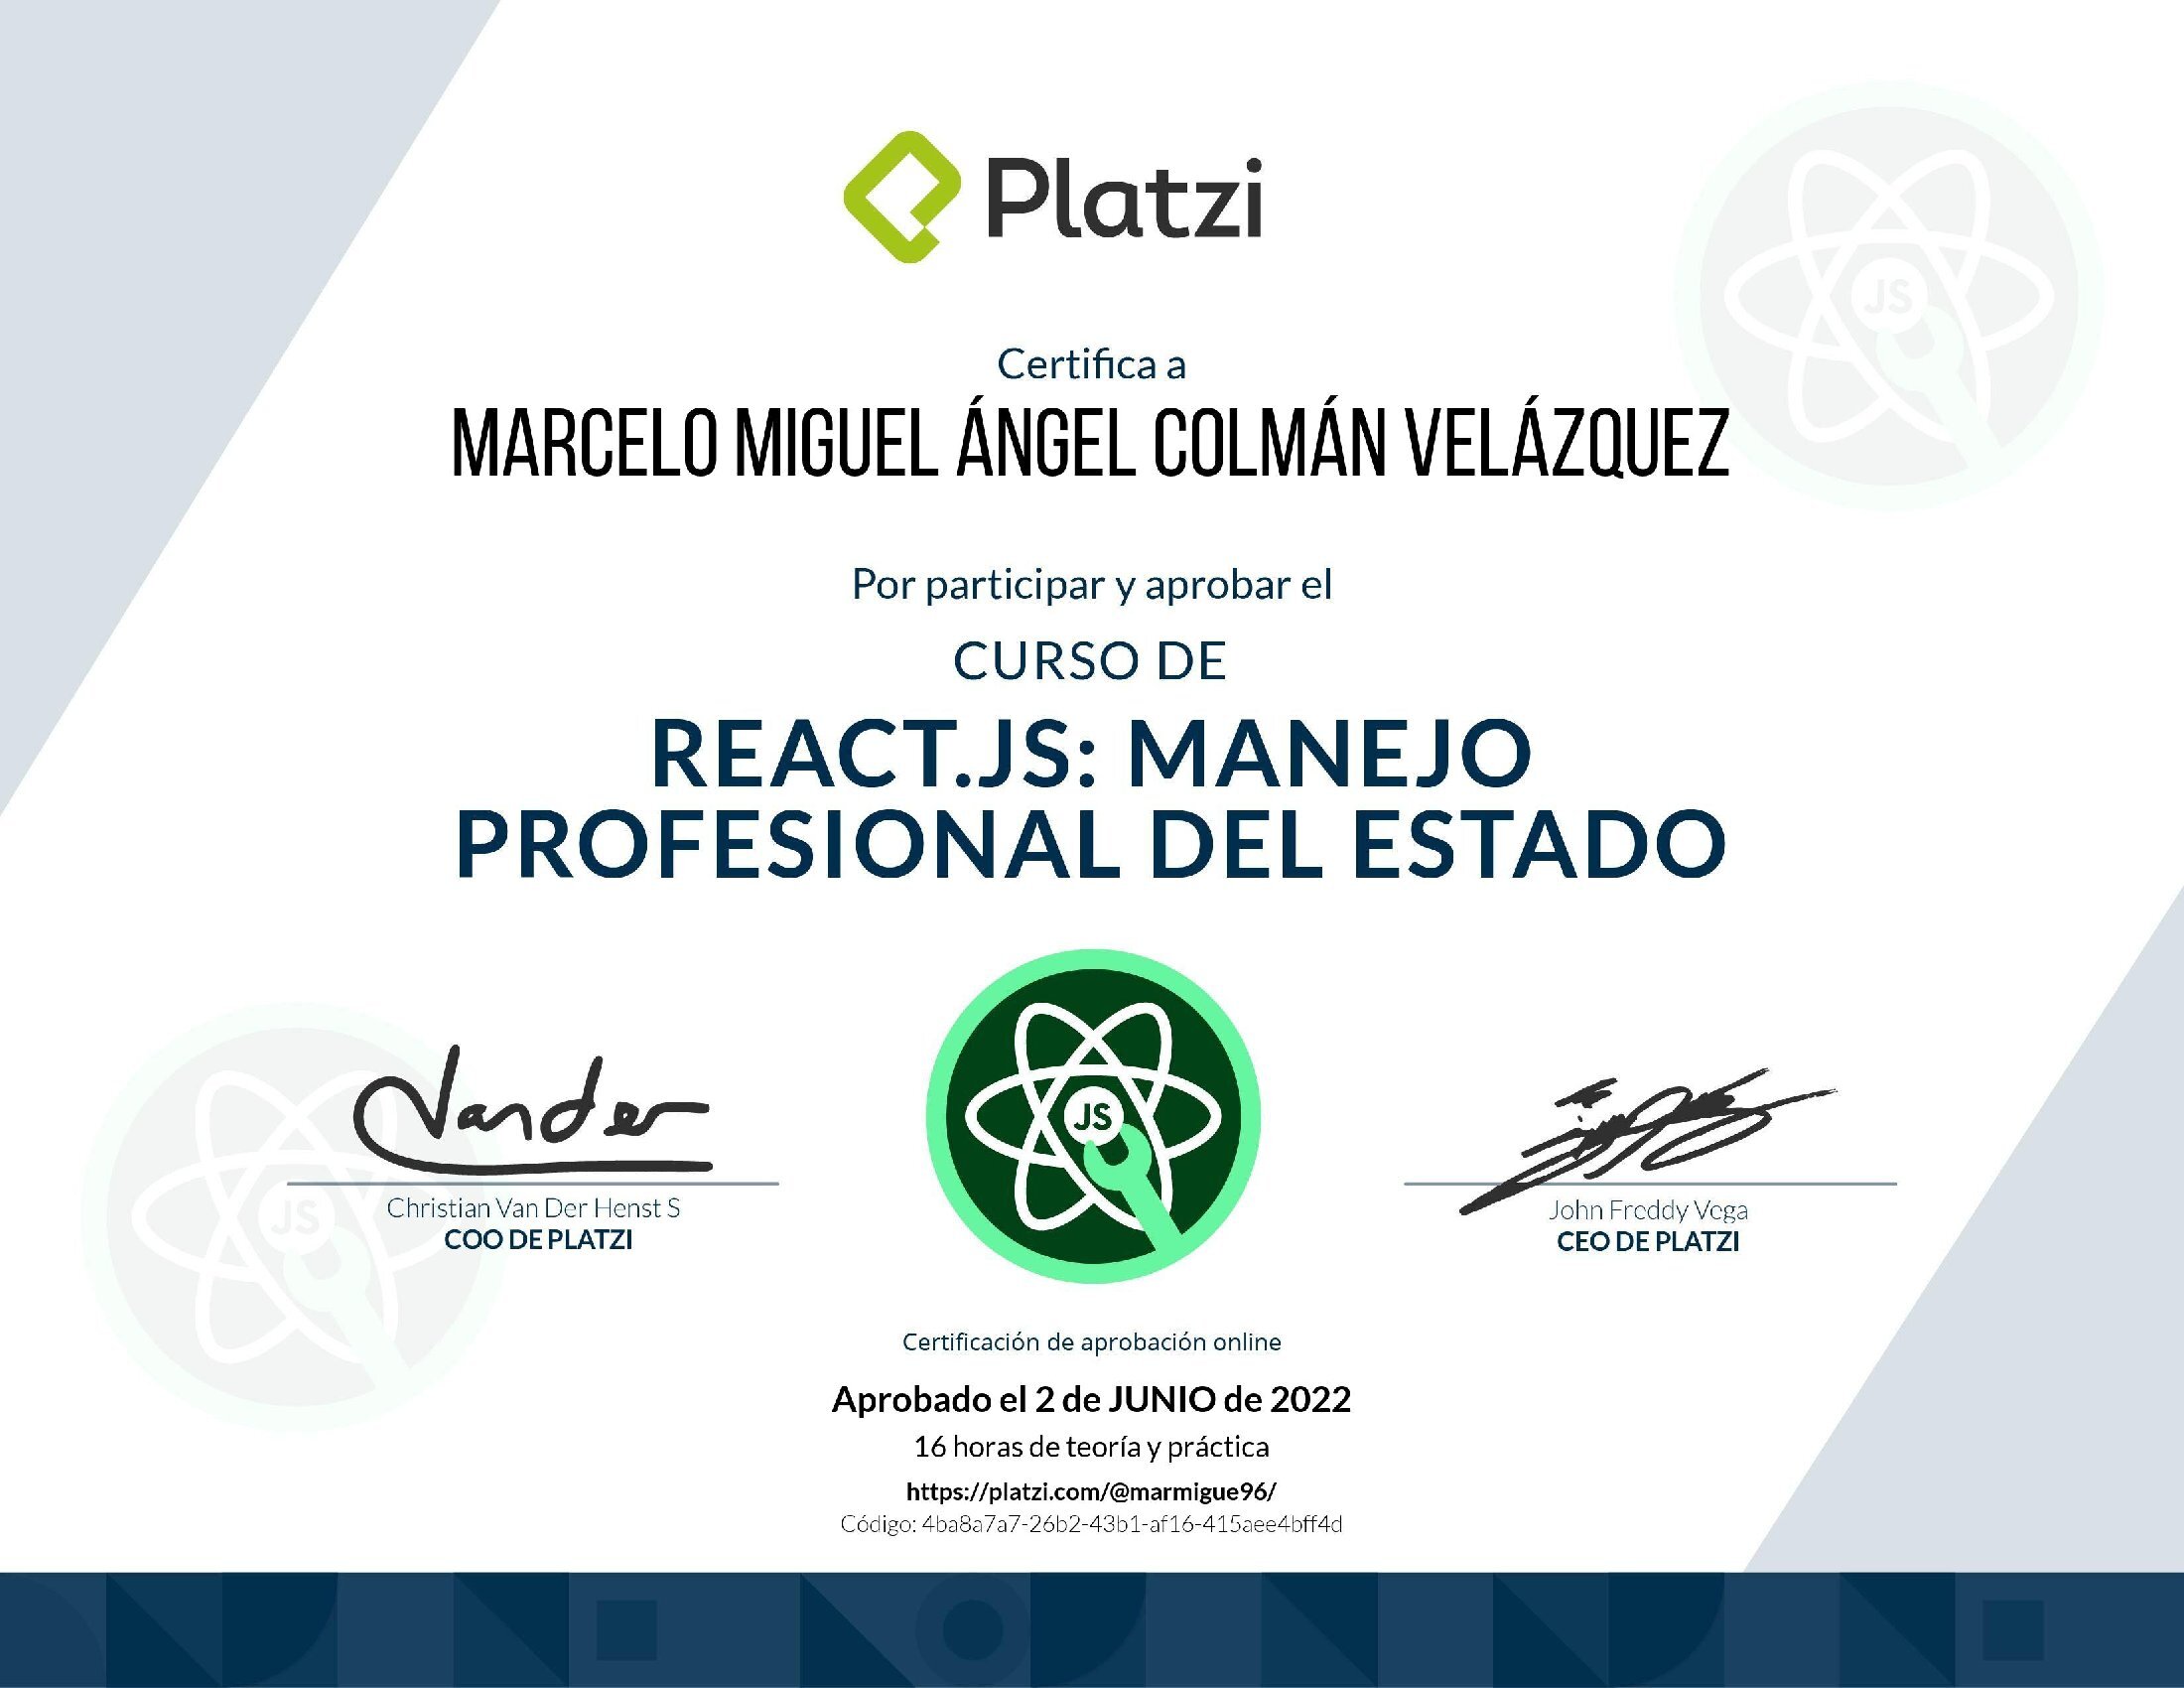 Platzi
Certifica a
MARCELO MIGUEL ÁNGEL COLMÁN VELÁZQUEZ
Por participar y aprobar el
CURSO DE
REACT.JS: MANEJO
PROFESIONAL DEL ESTADO
JS
JS
JS
Vander
Christian Van Der Henst S
COO DE PLATZI
John Freddy Vega
CEO DE PLATZI
Certificación de aprobación online
Aprobado el 2 de JUNIO de 2022
16 horas de teoría y práctica
https://platzi.com/@marmigue96/
Código: 4ba8a7a7-26b2-43b1-af16-415aee4bff4d